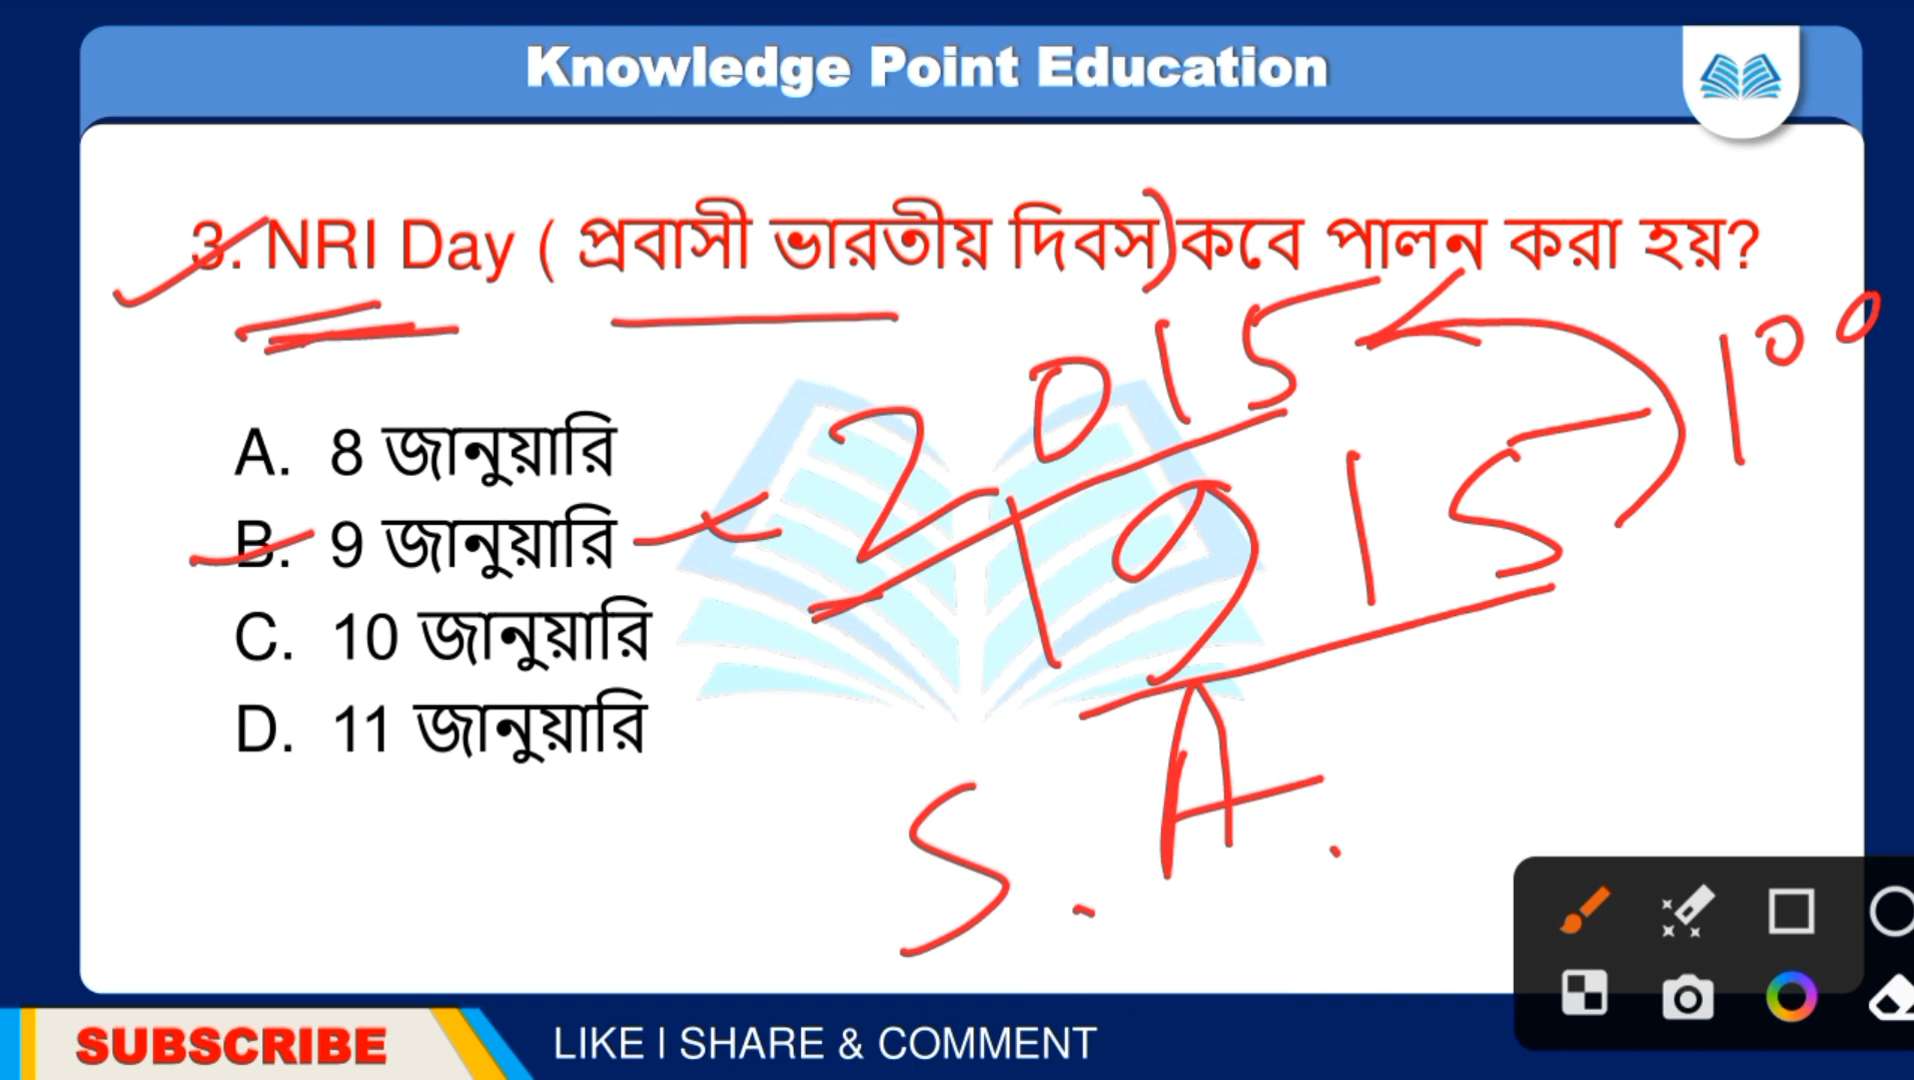 Knowledge Point Education
3. NRI Day ( প্রবাসী ভারতীয় দিবস) কবে পালন করা হয়?
2015
100
A. 8 জানুয়ারি
B. 9 জানুয়ারি
1915
C. 10 জানুয়ারি
D. 11 জানুয়ারি
S. A.
SUBSCRIBE
LIKE I SHARE & COMMENT